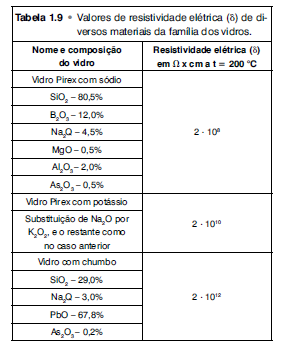 Tabela 1.9 • Valores de resistividade elétrica (δ) de di-
versos materiais da família dos vidros.
Nome e composição
do vidro
Resistividade elétrica (δ)
em Ω x cm a t = 200 °C
Vidro Pirex com sódio
SiO₂ – 80,5%
B₂O₃ – 12,0%
Na₂O – 4,5%
MgO – 0,5%
Al₂O₃ – 2,0%
As₂O₃ – 0,5%
2 · 10⁸
Vidro Pirex com potássio
Substituição de Na₂O por
K₂O₂, e o restante como
no caso anterior
2 · 10¹⁰
Vidro com chumbo
SiO₂ – 29,0%
Na₂O – 3,0%
PbO – 67,8%
As₂O₃ – 0,2%
2 · 10¹²